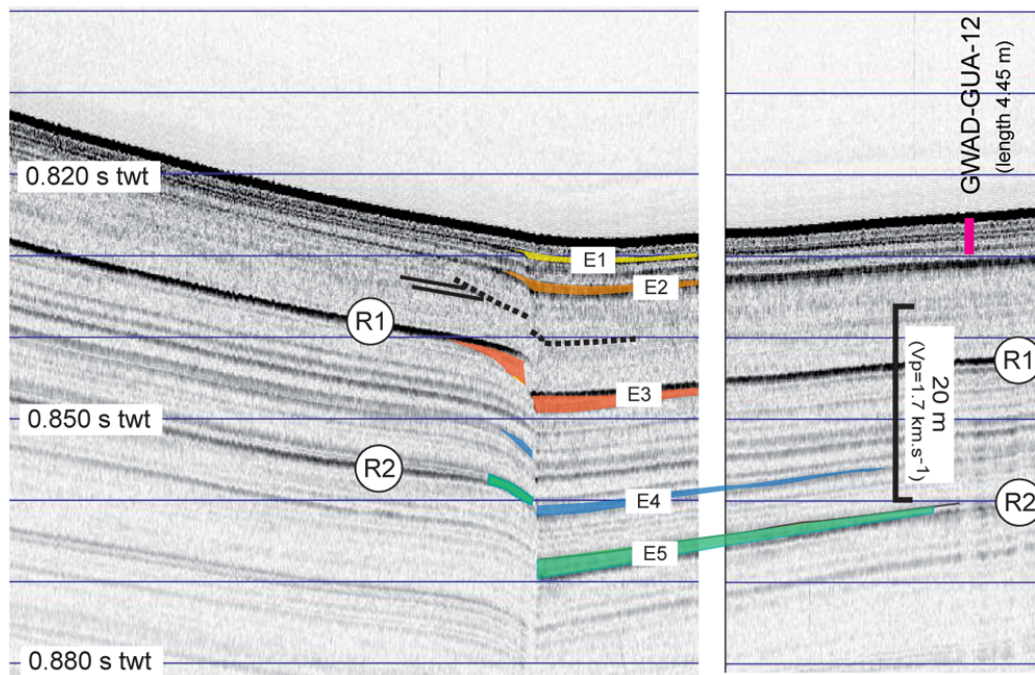 0.820 s twt
0.850 s twt
0.880 s twt
R1
R2
E1
E2
E3
E4
E5
GWAD-GUA-12
(length 4.45 m)
20 m
(Vp=1.7 km.s⁻¹)
R1
R2